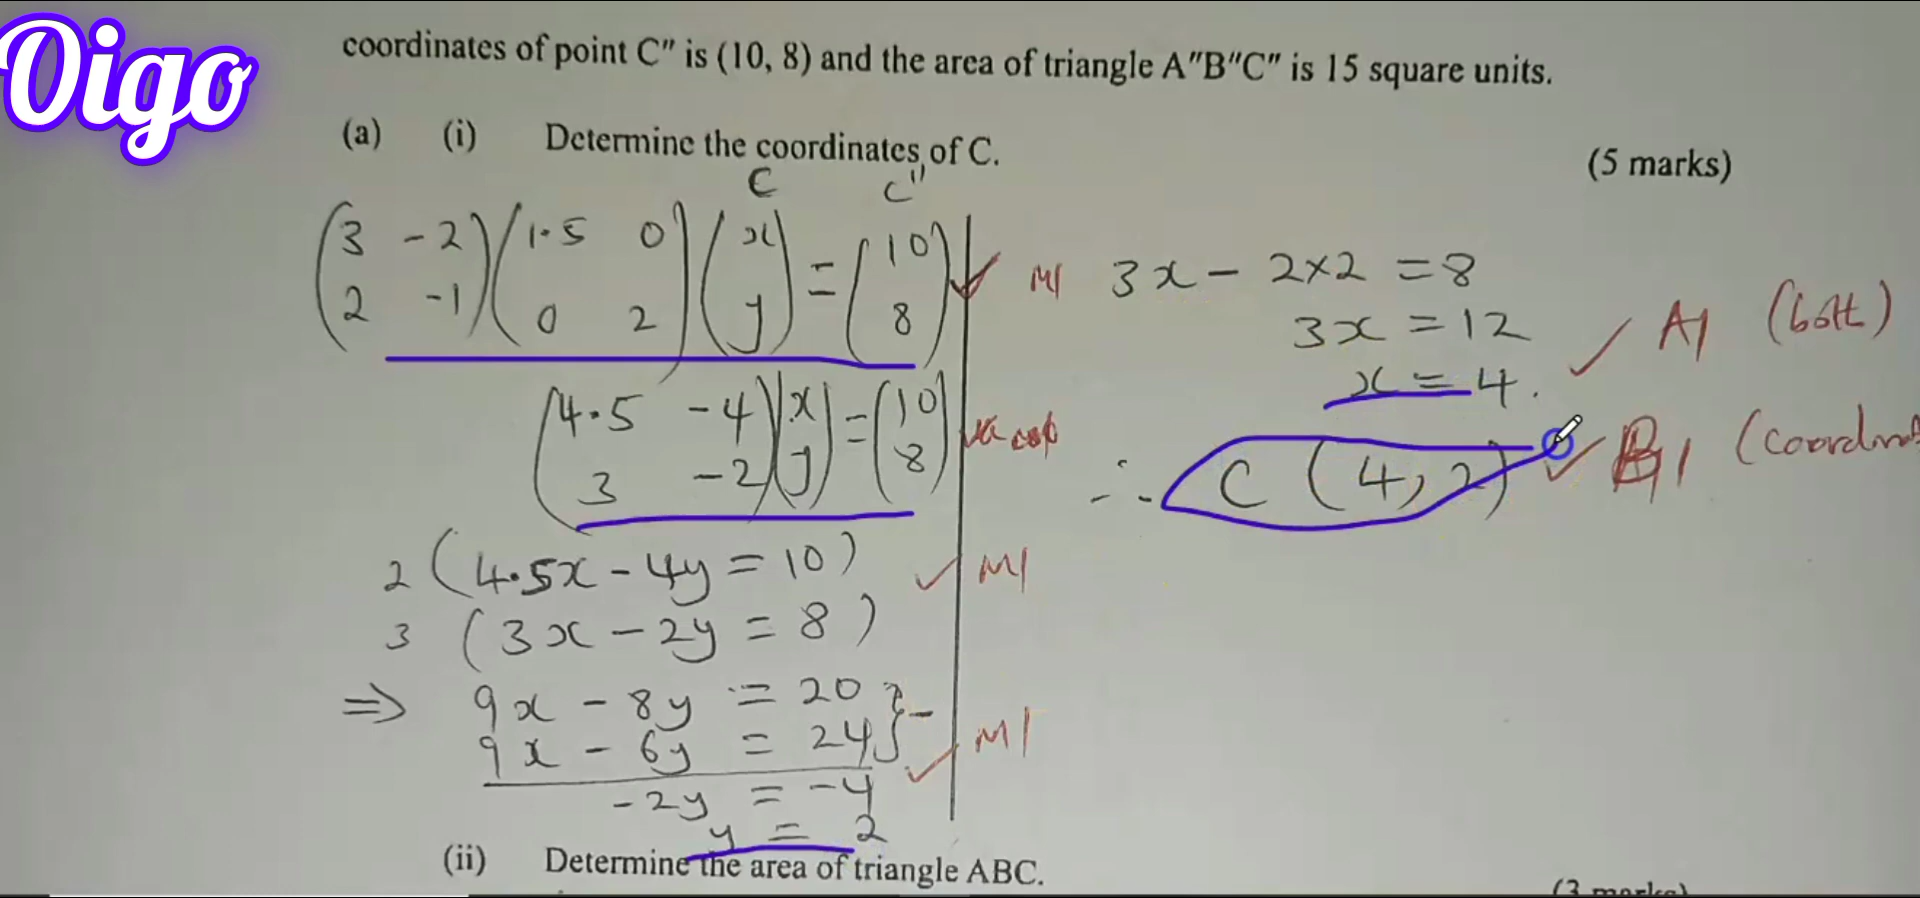 Oigo
coordinates of point C" is (10, 8) and the area of triangle A"B"C" is 15 square units.
(a) (i) Determine the coordinates of C.
(5 marks)
C C"
(3 -2) (1.5 0) (x) = (10)
(2 -1) (0 2) (y) (8)
M1
(4.5 -4) (x) = (10)
(3 -2) (y) (8)
2 (4.5x - 4y = 10) M1
3 (3x - 2y = 8)
⇒ 9x - 8y = 20
9x - 6y = 24 } - M1
-2y = -4
y = 2
3x - 2×2 = 8
3x = 12
x = 4. A1 (both)
∴ C (4, 2) B1
(ii) Determine the area of triangle ABC.
(3 marks)